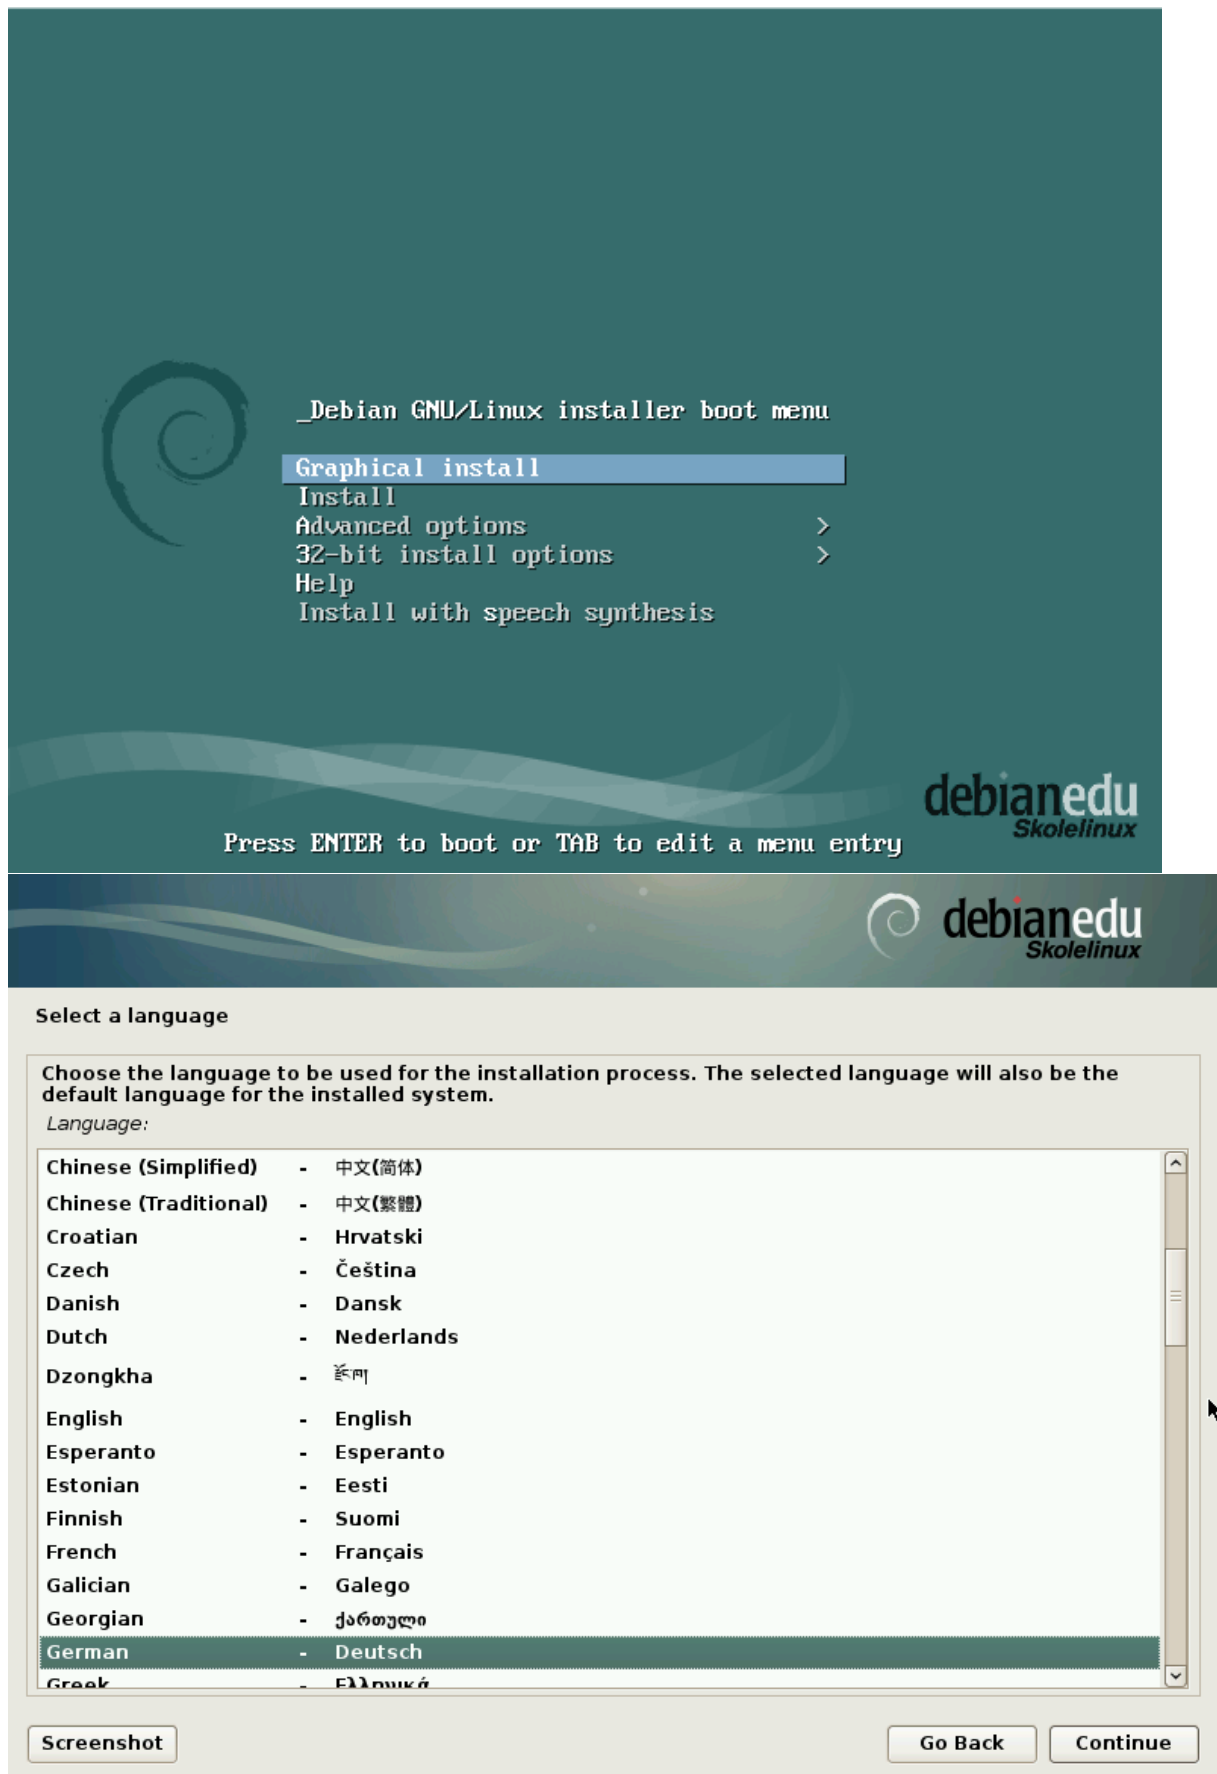 _Debian GNU/Linux installer boot menu
Graphical install
Install
Advanced options >
32-bit install options >
Help
Install with speech synthesis
debianedu
Skolelinux
Press ENTER to boot or TAB to edit a menu entry
debianedu
Skolelinux
Select a language
Choose the language to be used for the installation process. The selected language will also be the
default language for the installed system.
Language:
Chinese (Simplified) - 中文(简体)
Chinese (Traditional) - 中文(繁體)
Croatian - Hrvatski
Czech - Čeština
Danish - Dansk
Dutch - Nederlands
Dzongkha - རྫོང་ཁ།
English - English
Esperanto - Esperanto
Estonian - Eesti
Finnish - Suomi
French - Français
Galician - Galego
Georgian - ქართული
German - Deutsch
Greek - Ελληνικά
Screenshot
Go Back
Continue